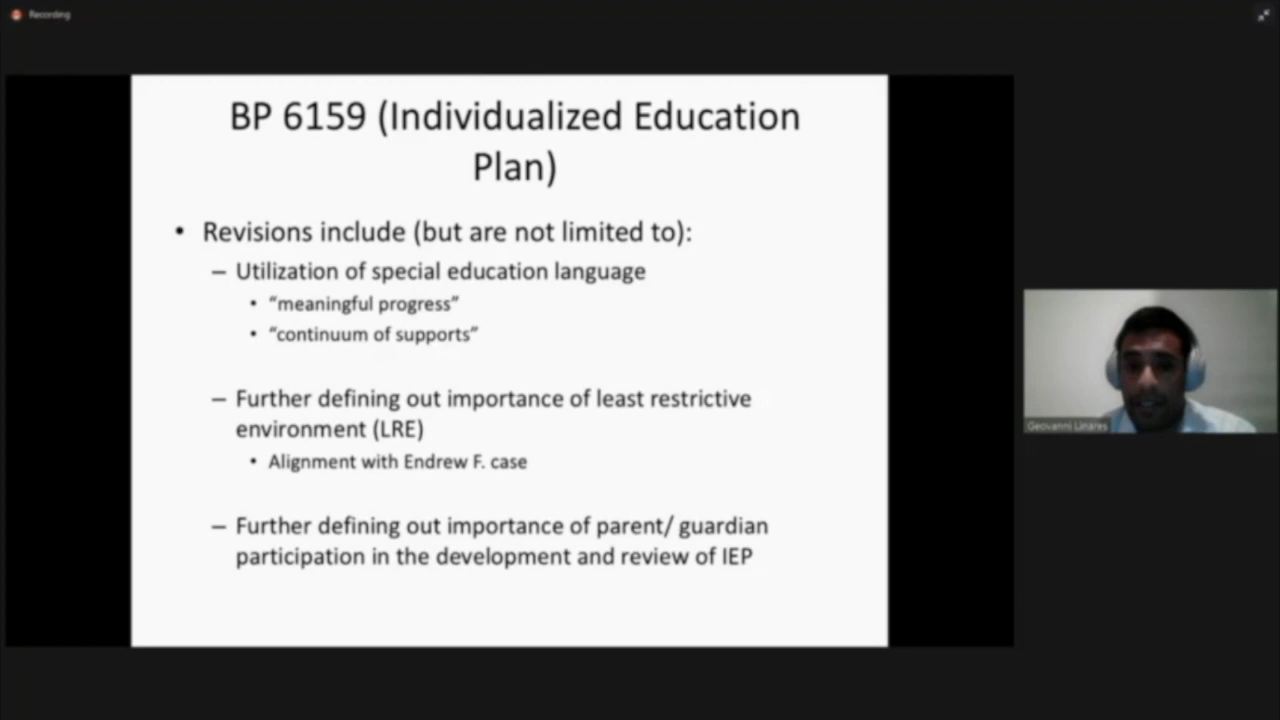 Recording
BP 6159 (Individualized Education
Plan)
• Revisions include (but are not limited to):
– Utilization of special education language
• “meaningful progress”
• “continuum of supports”
– Further defining out importance of least restrictive
environment (LRE)
• Alignment with Endrew F. case
– Further defining out importance of parent/ guardian
participation in the development and review of IEP
Geovanni Linares